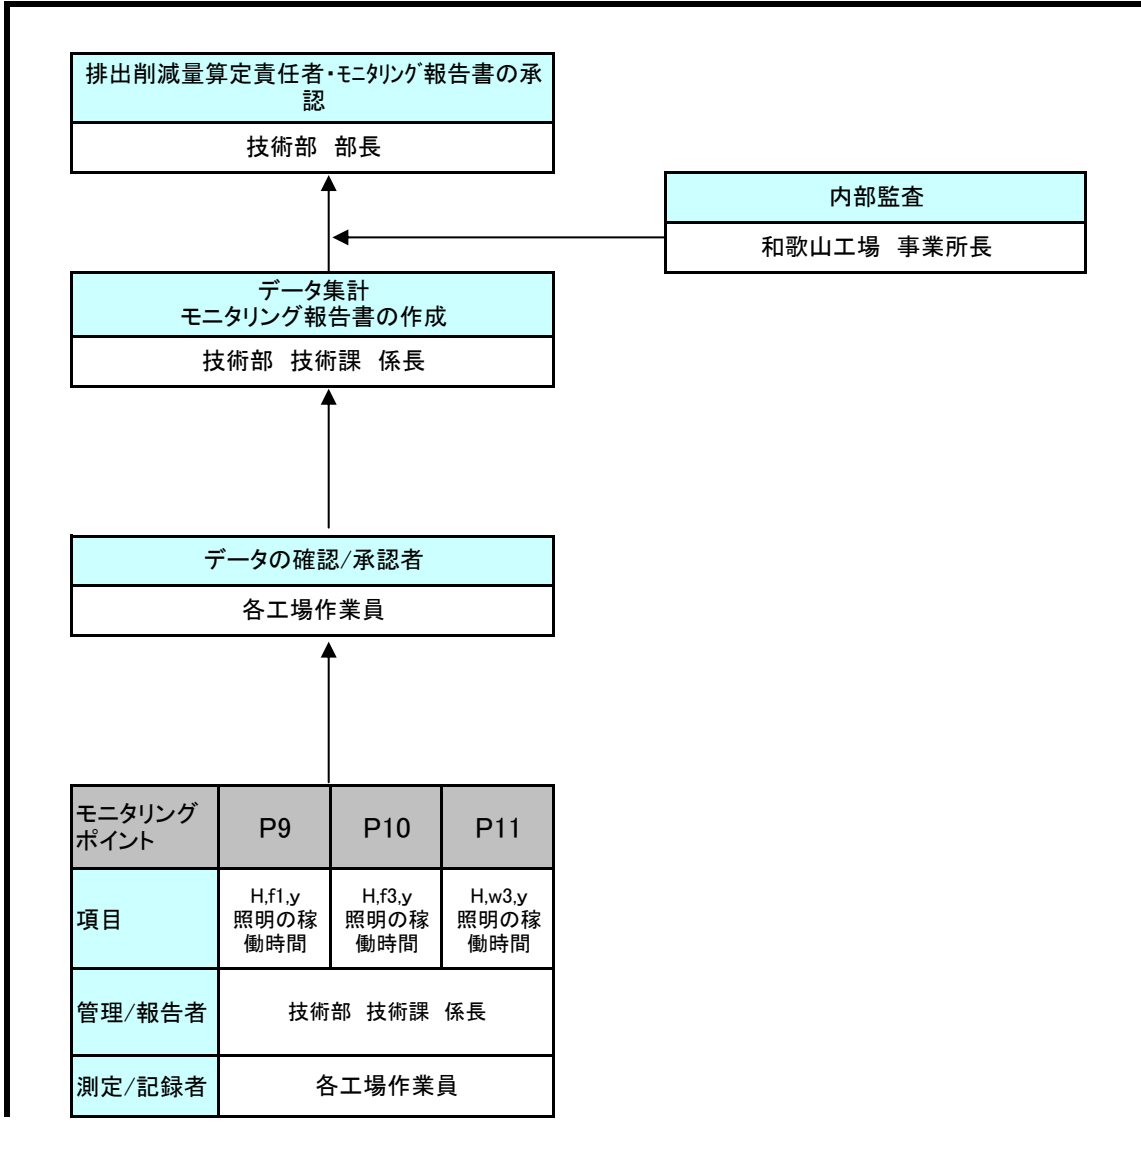 排出削減量算定責任者・ﾓﾆﾀﾘﾝｸﾞ報告書の承
認
技術部　部長
内部監査
和歌山工場　事業所長
データ集計
モニタリング報告書の作成
技術部　技術課　係長
データの確認/承認者
各工場作業員
モニタリング
ポイント
P9
P10
P11
項目
H,f1,y
照明の稼
働時間
H,f3,y
照明の稼
働時間
H,w3,y
照明の稼
働時間
管理/報告者
技術部　技術課　係長
測定/記録者
各工場作業員